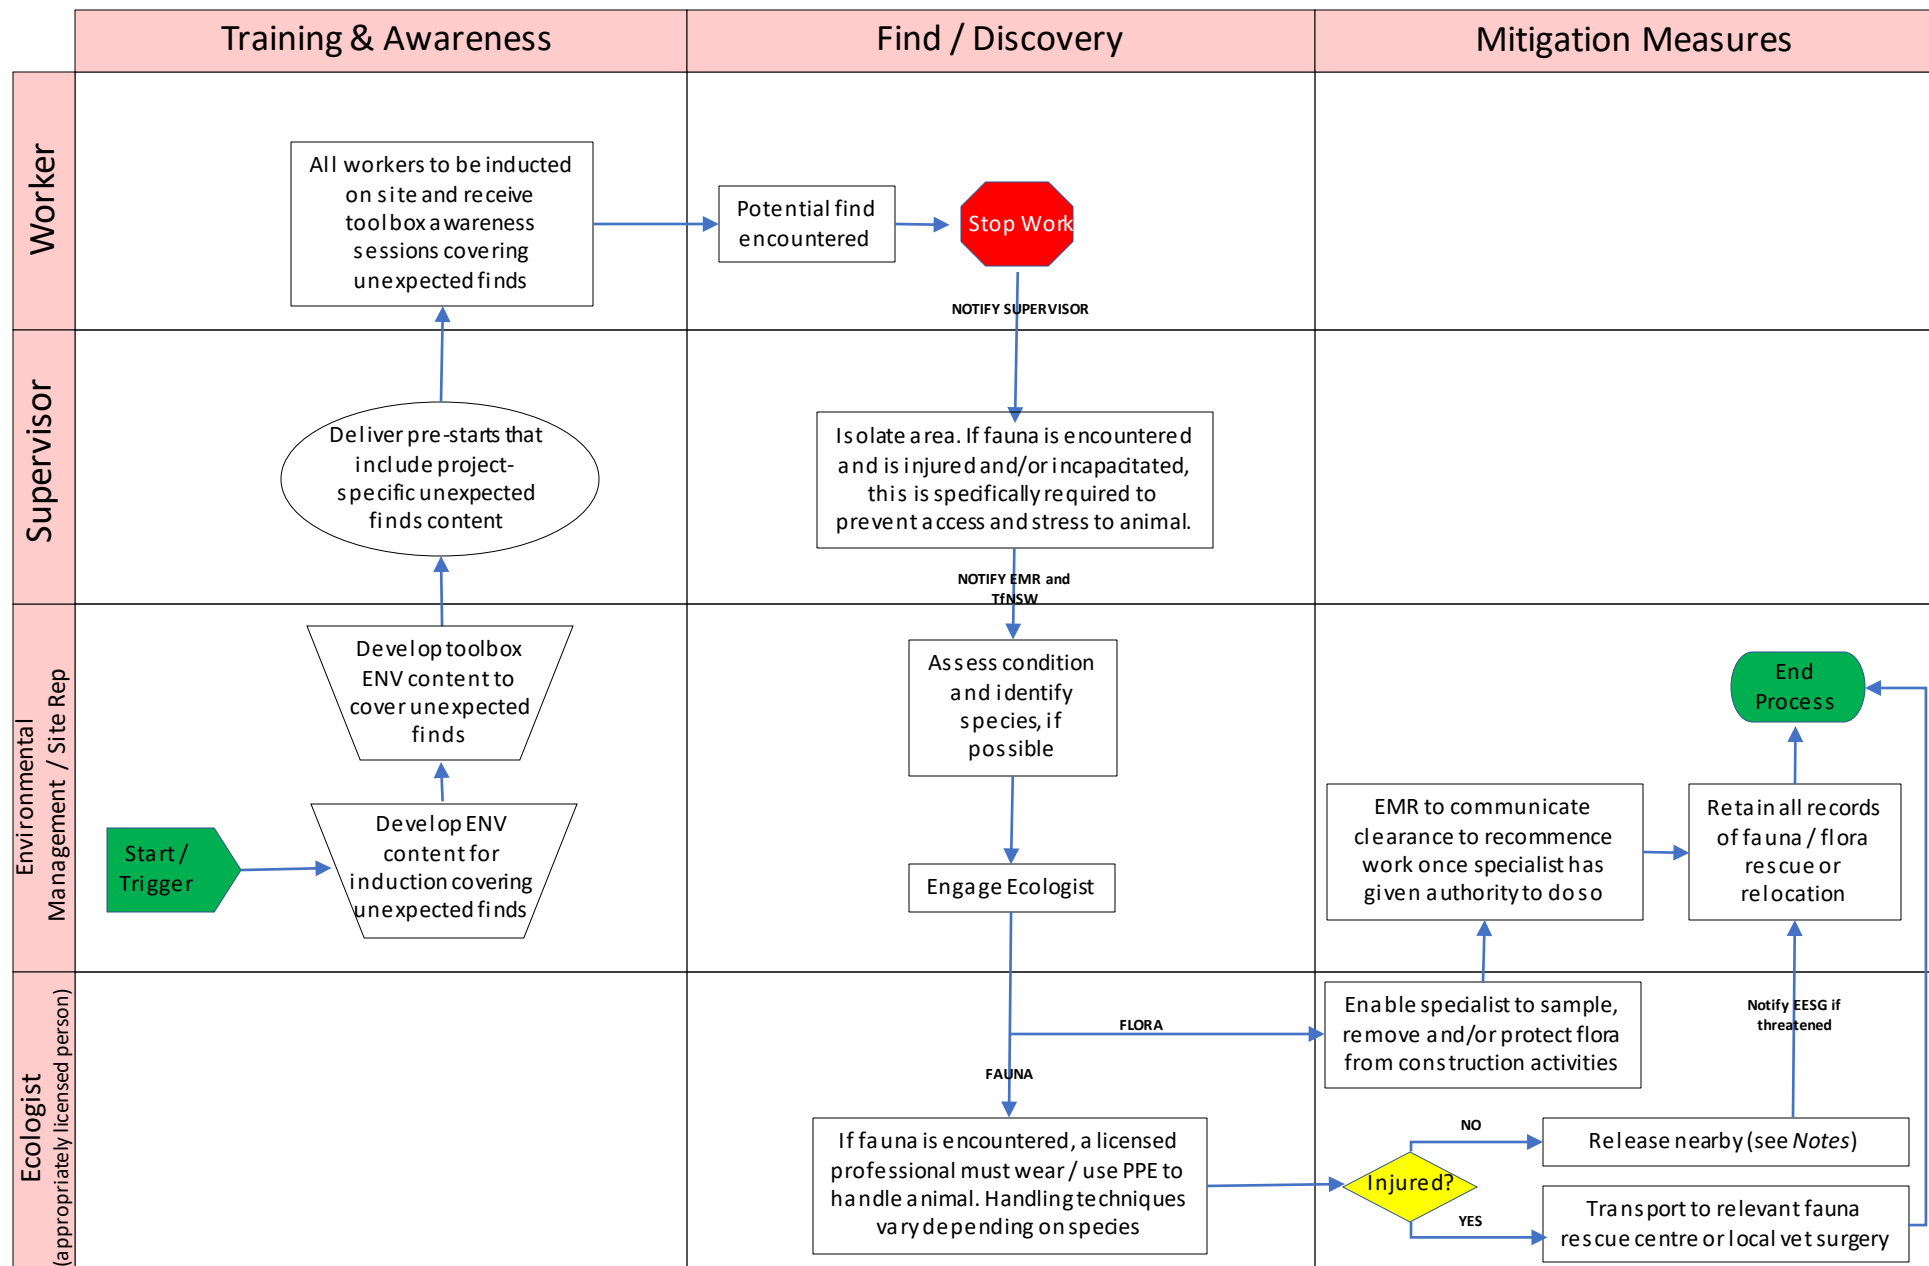 Training & Awareness
Find / Discovery
Mitigation Measures
Worker
All workers to be inducted
on site and receive
toolbox awareness
sessions covering
unexpected finds
Potential find
encountered
Stop Work
NOTIFY SUPERVISOR
Supervisor
Deliver pre-starts that
include project-
specific unexpected
finds content
Isolate area. If fauna is encountered
and is injured and/or incapacitated,
this is specifically required to
prevent access and stress to animal.
NOTIFY EMR and
TfNSW
Environmental
Management / Site Rep
Develop toolbox
ENV content to
cover unexpected
finds
Start /
Trigger
Develop ENV
content for
induction covering
unexpected finds
Assess condition
and identify
species, if
possible
Engage Ecologist
End
Process
EMR to communicate
clearance to recommence
work once specialist has
given authority to do so
Retain all records
of fauna / flora
rescue or
relocation
Ecologist
(appropriately licensed person)
FLORA
FAUNA
Enable specialist to sample,
remove and/or protect flora
from construction activities
Notify EESG if
threatened
If fauna is encountered, a licensed
professional must wear / use PPE to
handle animal. Handling techniques
vary depending on species
Injured?
NO
Release nearby (see Notes)
YES
Transport to relevant fauna
rescue centre or local vet surgery